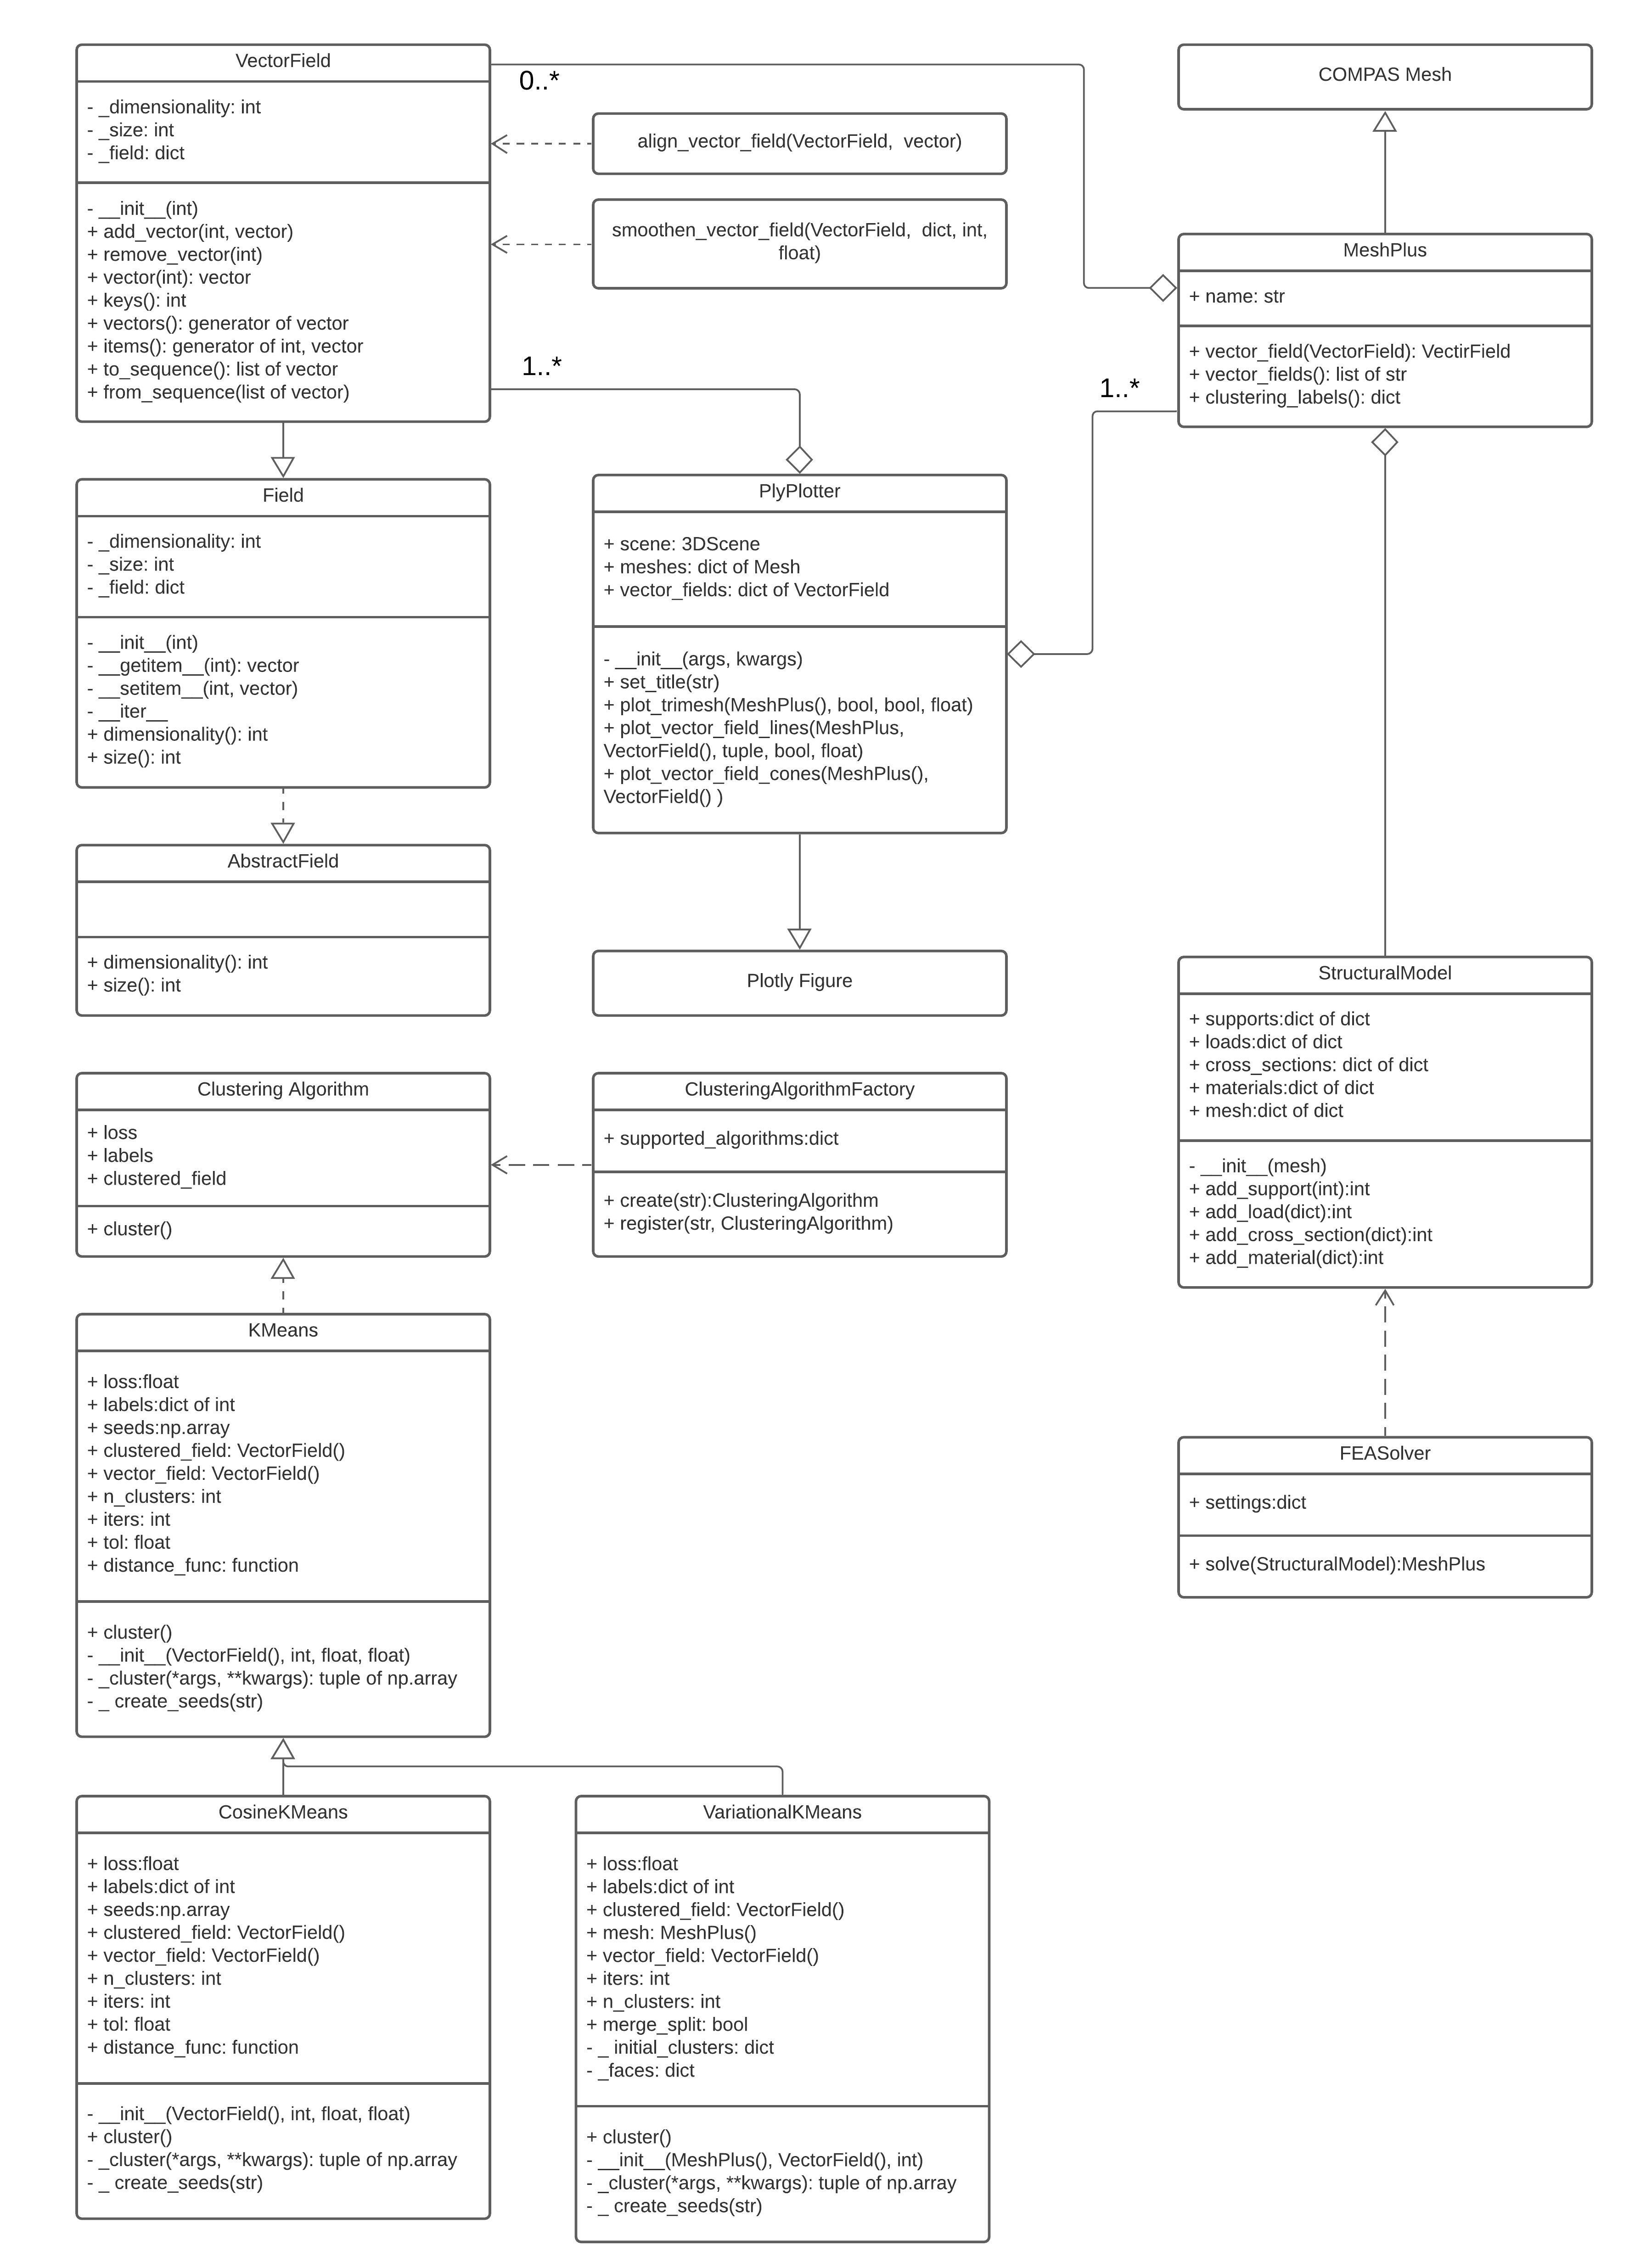 VectorField
- _dimensionality: int
- _size: int
- _field: dict
- __init__(int)
+ add_vector(int, vector)
+ remove_vector(int)
+ vector(int): vector
+ keys(): int
+ vectors(): generator of vector
+ items(): generator of int, vector
+ to_sequence(): list of vector
+ from_sequence(list of vector)
0..*
align_vector_field(VectorField,  vector)
smoothen_vector_field(VectorField,  dict, int,
float)
1..*
COMPAS Mesh
MeshPlus
+ name: str
+ vector_field(VectorField): VectirField
+ vector_fields(): list of str
+ clustering_labels(): dict
1..*
Field
- _dimensionality: int
- _size: int
- _field: dict
- __init__(int)
- __getitem__(int): vector
- __setitem__(int, vector)
- __iter__
+ dimensionality(): int
+ size(): int
PlyPlotter
+ scene: 3DScene
+ meshes: dict of Mesh
+ vector_fields: dict of VectorField
- __init__(args, kwargs)
+ set_title(str)
+ plot_trimesh(MeshPlus(), bool, bool, float)
+ plot_vector_field_lines(MeshPlus,
VectorField(), tuple, bool, float)
+ plot_vector_field_cones(MeshPlus(),
VectorField() )
AbstractField
+ dimensionality(): int
+ size(): int
Plotly Figure
StructuralModel
+ supports:dict of dict
+ loads:dict of dict
+ cross_sections: dict of dict
+ materials:dict of dict
+ mesh:dict of dict
- __init__(mesh)
+ add_support(int):int
+ add_load(dict):int
+ add_cross_section(dict):int
+ add_material(dict):int
Clustering Algorithm
+ loss
+ labels
+ clustered_field
+ cluster()
ClusteringAlgorithmFactory
+ supported_algorithms:dict
+ create(str):ClusteringAlgorithm
+ register(str, ClusteringAlgorithm)
KMeans
+ loss:float
+ labels:dict of int
+ seeds:np.array
+ clustered_field: VectorField()
+ vector_field: VectorField()
+ n_clusters: int
+ iters: int
+ tol: float
+ distance_func: function
+ cluster()
- __init__(VectorField(), int, float, float)
- _cluster(*args, **kwargs): tuple of np.array
- _ create_seeds(str)
FEASolver
+ settings:dict
+ solve(StructuralModel):MeshPlus
CosineKMeans
+ loss:float
+ labels:dict of int
+ seeds:np.array
+ clustered_field: VectorField()
+ vector_field: VectorField()
+ n_clusters: int
+ iters: int
+ tol: float
+ distance_func: function
- __init__(VectorField(), int, float, float)
+ cluster()
- _cluster(*args, **kwargs): tuple of np.array
- _ create_seeds(str)
VariationalKMeans
+ loss:float
+ labels:dict of int
+ clustered_field: VectorField()
+ mesh: MeshPlus()
+ vector_field: VectorField()
+ iters: int
+ n_clusters: int
+ merge_split: bool
- _ initial_clusters: dict
- _faces: dict
+ cluster()
- __init__(MeshPlus(), VectorField(), int)
- _cluster(*args, **kwargs): tuple of np.array
- _ create_seeds(str)